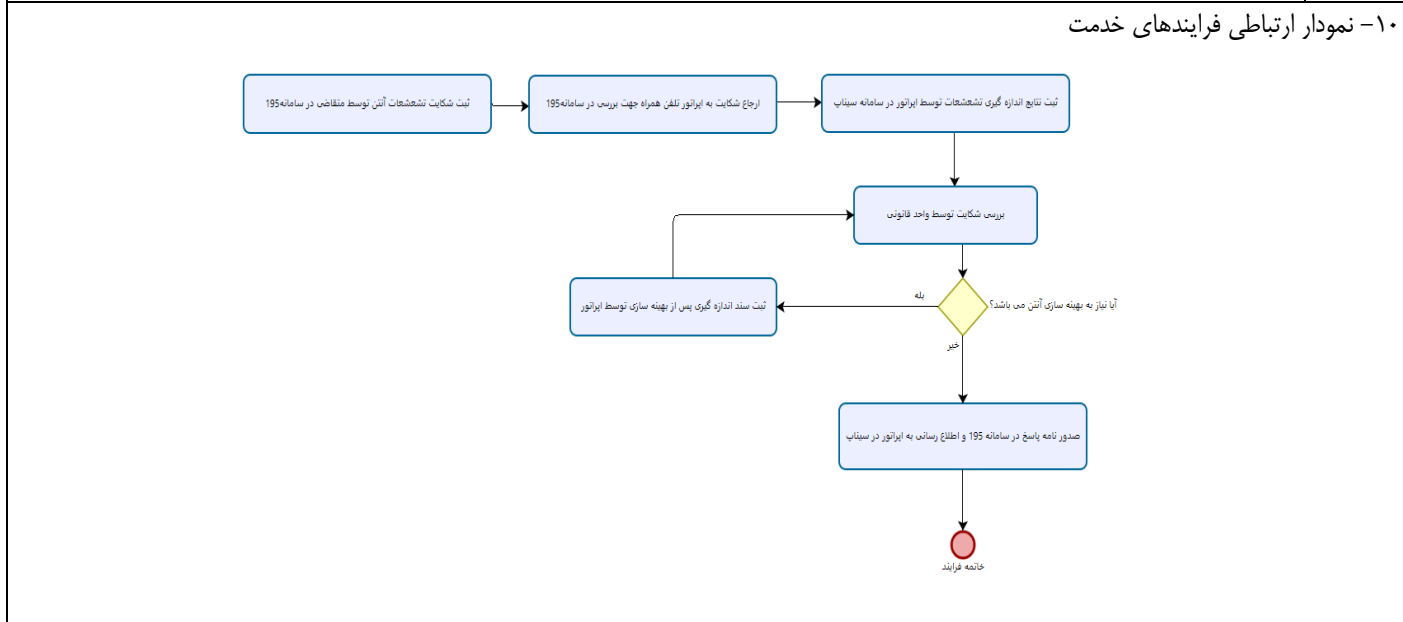 ۱۰- نمودار ارتباطی فرایندهای خدمت
ثبت شکایت تشعشعات آنتن توسط متقاضی در سامانه195
ارجاع شکایت به اپراتور تلفن همراه جهت بررسی در سامانه195
ثبت نتایج اندازه گیری تشعشعات توسط اپراتور در سامانه سیناپ
بررسی شکایت توسط واحد قانونی
آیا نیاز به بهینه سازی آنتن می باشد؟
بله
ثبت سند اندازه گیری پس از بهینه سازی توسط اپراتور
خیر
صدور نامه پاسخ در سامانه 195 و اطلاع رسانی به اپراتور در سیناپ
خاتمه فرایند